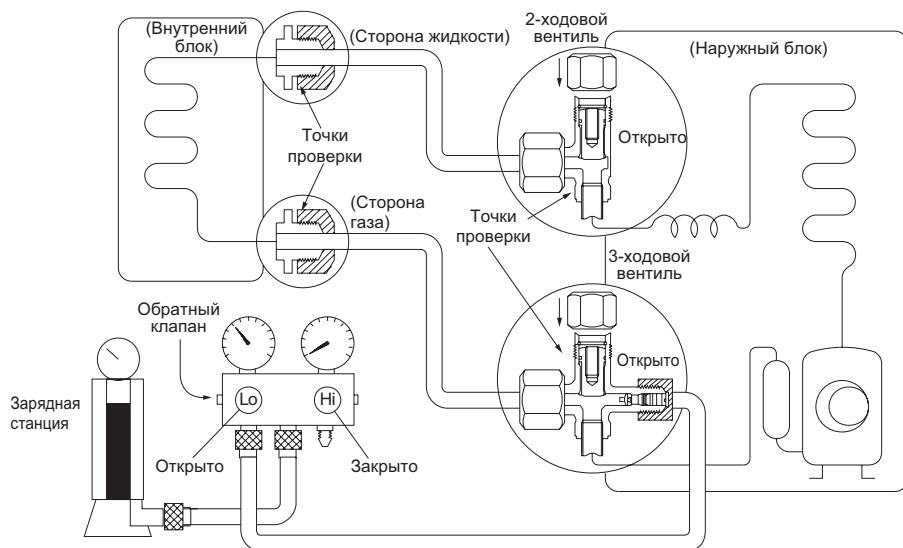 (Внутренний
блок)
(Сторона жидкости)
2-ходовой
вентиль
(Наружный блок)
Открыто
Точки
проверки
(Сторона
газа)
Точки
проверки
3-ходовой
вентиль
Обратный
клапан
Открыто
Зарядная
станция
Lo
Hi
Открыто
Закрыто